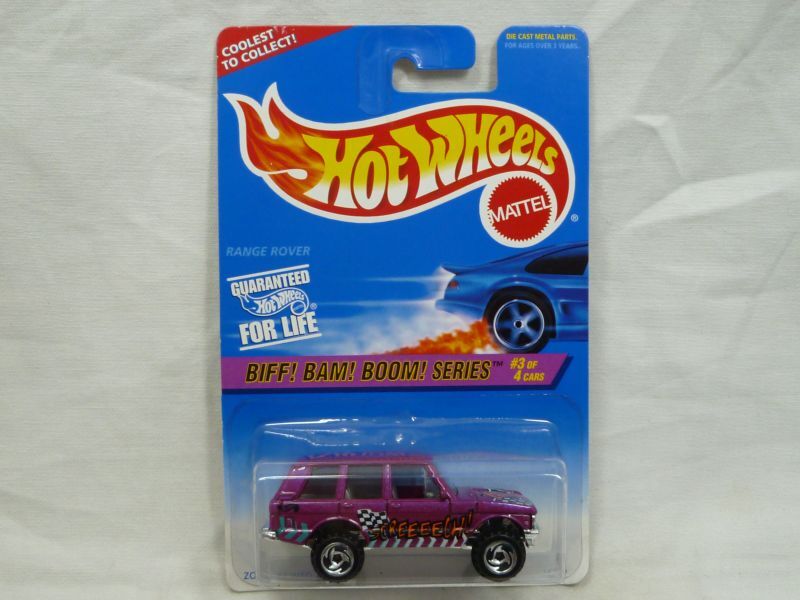 COOLEST
TO COLLECT!
DIE CAST METAL PARTS.
FOR AGES OVER 3 YEARS.
HOT WHEELS
MATTEL
®
RANGE ROVER
GUARANTEED
HOT WHEELS ®
FOR LIFE
BIFF! BAM! BOOM! SERIES™ #3 OF
4 CARS
SCREEEECH!